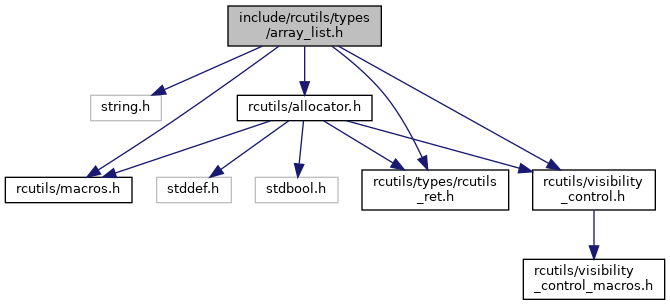 include/rcutils/types
/array_list.h
string.h
rcutils/allocator.h
rcutils/macros.h
stddef.h
stdbool.h
rcutils/types/rcutils
_ret.h
rcutils/visibility
_control.h
rcutils/visibility
_control_macros.h